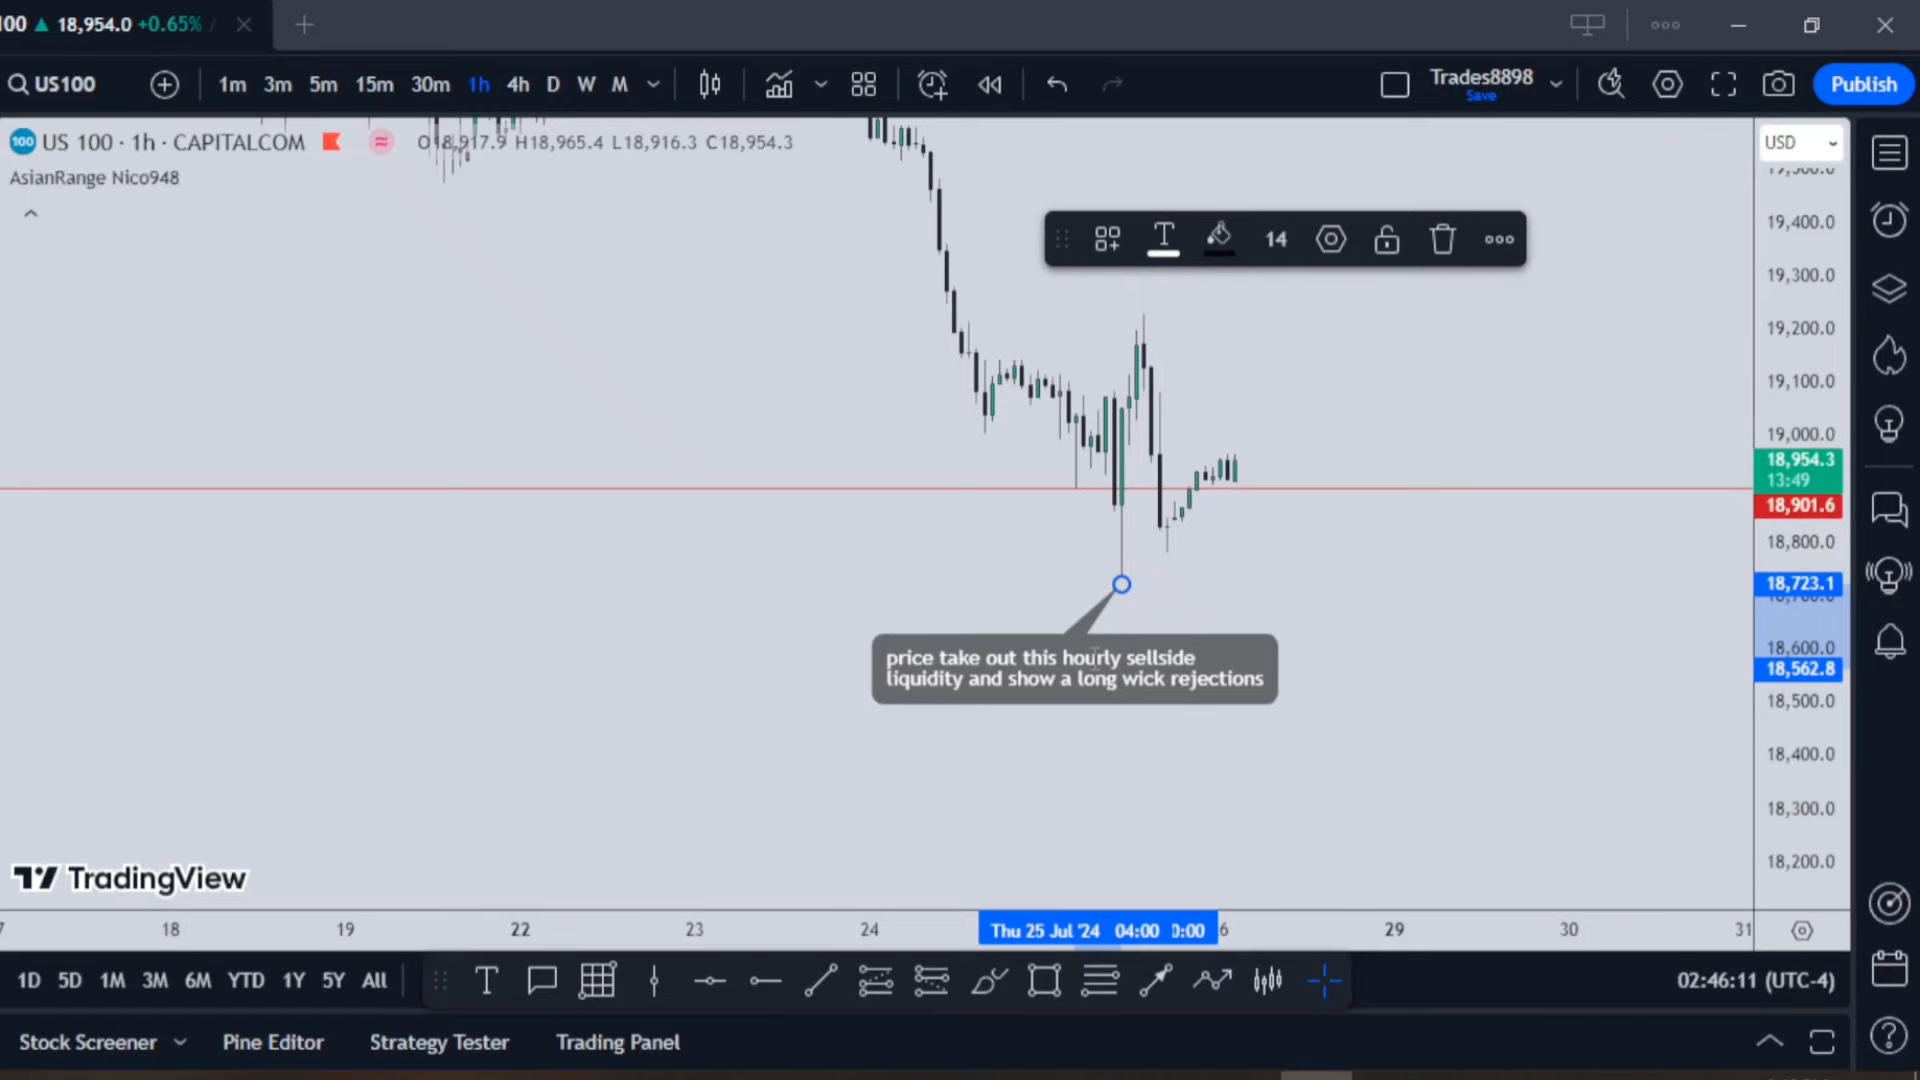 100 ▲ 18,954.0 +0.65% /
US100
1m 3m 5m 15m 30m 1h 4h D W M
Trades8898
Save
Publish
100 US 100 · 1h · CAPITALCOM
O18,917.9 H18,965.4 L18,916.3 C18,954.3
USD
AsianRange Nico948
19,400.0
14
19,300.0
19,200.0
19,100.0
19,000.0
18,954.3
13:49
18,901.6
18,800.0
18,723.1
18,600.0
18,562.8
price take out this hourly sellside
liquidity and show a long wick rejections
18,500.0
18,400.0
18,300.0
18,200.0
TradingView
18 19 22 23 24 Thu 25 Jul '24 04:00 0:00 6 29 30 31
1D 5D 1M 3M 6M YTD 1Y 5Y All
02:46:11 (UTC-4)
Stock Screener Pine Editor Strategy Tester Trading Panel